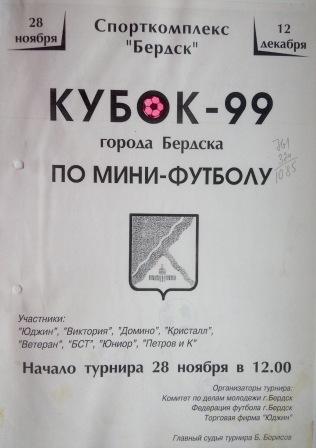 28
ноября
Спорткомплекс
"Бердск"
12
декабря
КУБОК-99
города Бердска
ПО МИНИ-ФУТБОЛУ
Участники:
"Юджин", "Виктория", "Домино", "Кристалл",
"Ветеран", "БСТ", "Юниор", "Петров и К"
Начало турнира 28 ноября в 12.00
Организаторы турнира:
Комитет по делам молодежи г.Бердск
Федерация футбола г.Бердск
Торговая фирма "Юджин"
Главный судья турнира Б. Борисов